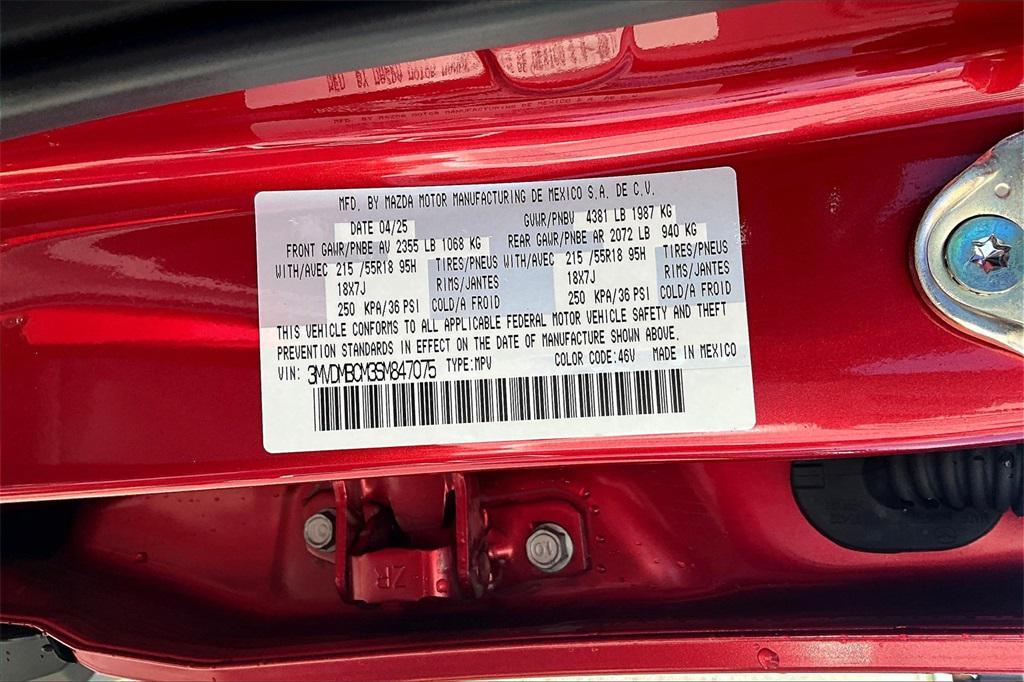 MFD. BY MAZDA MOTOR MANUFACTURING DE MEXICO S.A. DE C.V.
DATE 04/25 GVWR/PNBV 4381 LB 1987 KG
FRONT GAWR/PNBE AV 2355 LB 1068 KG REAR GAWR/PNBE AR 2072 LB 940 KG
WITH/AVEC 215 /55R18 95H TIRES/PNEUS WITH/AVEC 215 /55R18 95H TIRES/PNEUS
18X7J RIMS/JANTES 18X7J RIMS/JANTES
250 KPA/36 PSI COLD/A FROID 250 KPA/36 PSI COLD/A FROID
THIS VEHICLE CONFORMS TO ALL APPLICABLE FEDERAL MOTOR VEHICLE SAFETY AND THEFT
PREVENTION STANDARDS IN EFFECT ON THE DATE OF MANUFACTURE SHOWN ABOVE.
VIN: 3MVDMBCM3SM847075 TYPE:MPV COLOR CODE:46V MADE IN MEXICO
ZR
10